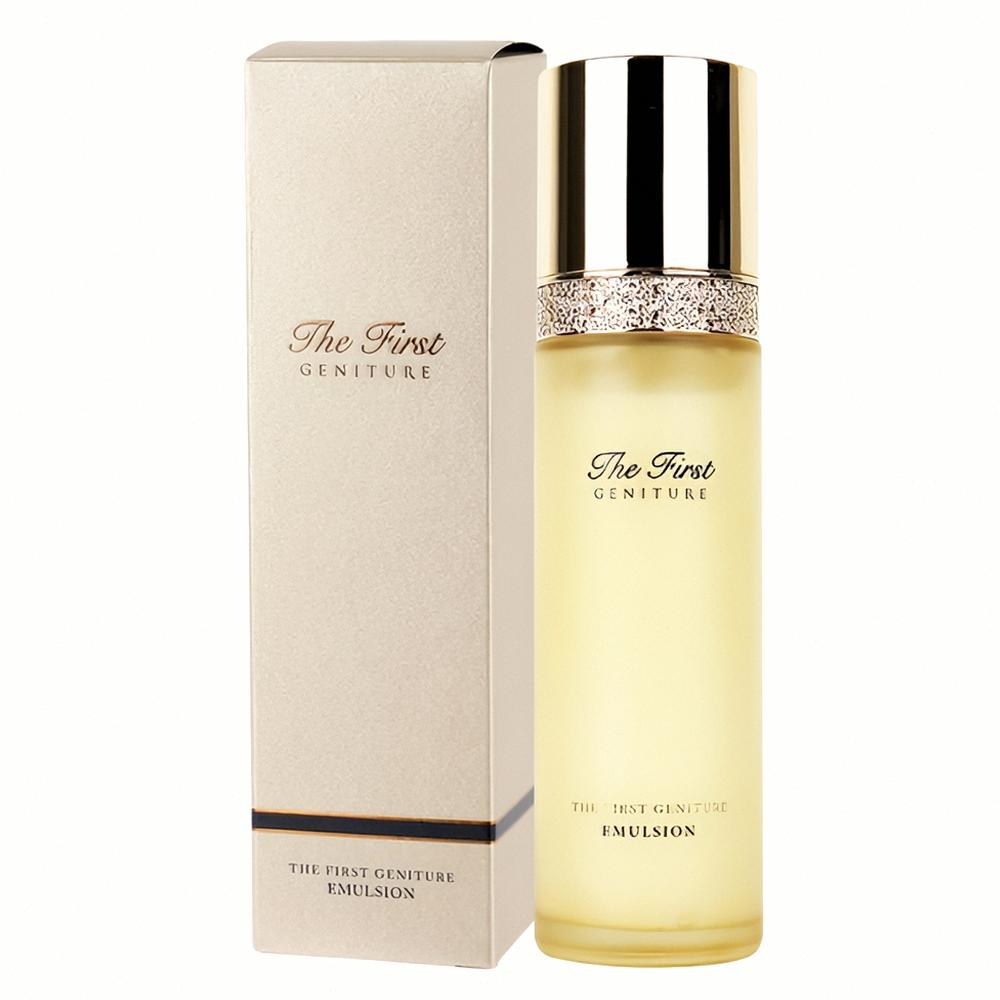 The First
GENITURE
THE FIRST GENITURE
EMULSION
The First
GENITURE
THE FIRST GENITURE
EMULSION